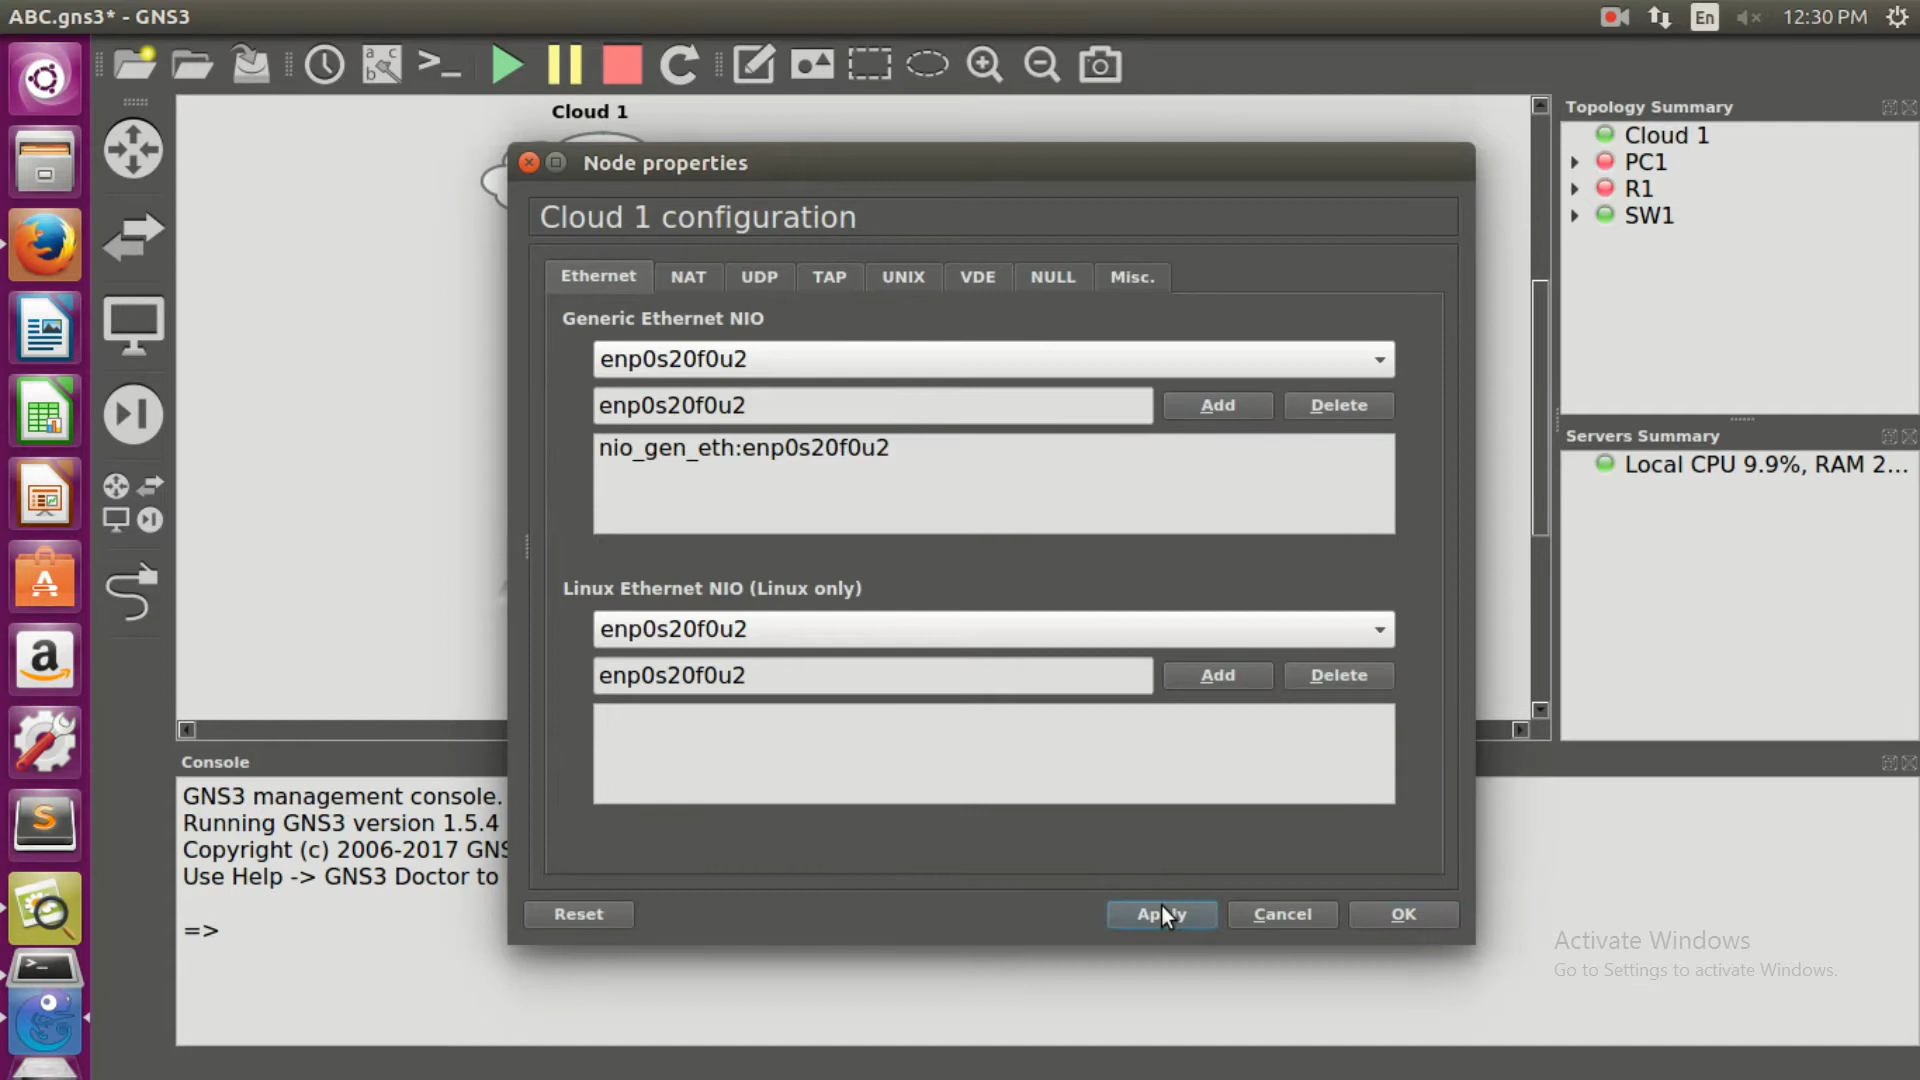 ABC.gns3* - GNS3
En
12:30 PM
Cloud 1
Topology Summary
Cloud 1
PC1
R1
SW1
Node properties
Cloud 1 configuration
Ethernet NAT UDP TAP UNIX VDE NULL Misc.
Generic Ethernet NIO
enp0s20f0u2
enp0s20f0u2 Add Delete
nio_gen_eth:enp0s20f0u2
Linux Ethernet NIO (Linux only)
enp0s20f0u2
enp0s20f0u2 Add Delete
Reset Apply Cancel OK
Servers Summary
Local CPU 9.9%, RAM 2...
Console
GNS3 management console.
Running GNS3 version 1.5.4
Copyright (c) 2006-2017 GNS
Use Help -> GNS3 Doctor to
=>
Activate Windows
Go to Settings to activate Windows.